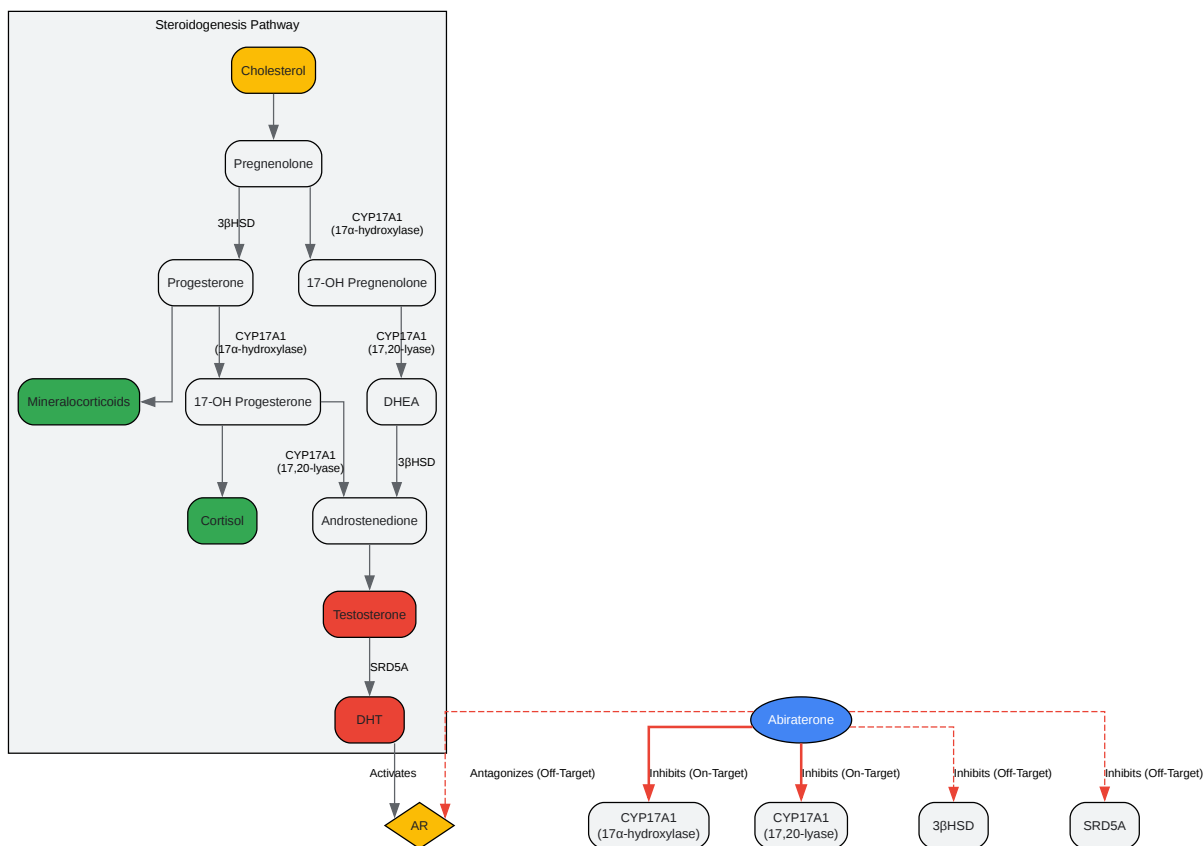 Steroidogenesis Pathway
Cholesterol
Pregnenolone
3βHSD
CYP17A1
(17α-hydroxylase)
Progesterone
17-OH Pregnenolone
CYP17A1
(17α-hydroxylase)
CYP17A1
(17,20-lyase)
Mineralocorticoids
17-OH Progesterone
DHEA
CYP17A1
(17,20-lyase)
3βHSD
Cortisol
Androstenedione
Testosterone
SRD5A
DHT
Abiraterone
Activates
Antagonizes (Off-Target)
Inhibits (On-Target)
Inhibits (On-Target)
Inhibits (Off-Target)
Inhibits (Off-Target)
AR
CYP17A1
(17α-hydroxylase)
CYP17A1
(17,20-lyase)
3βHSD
SRD5A